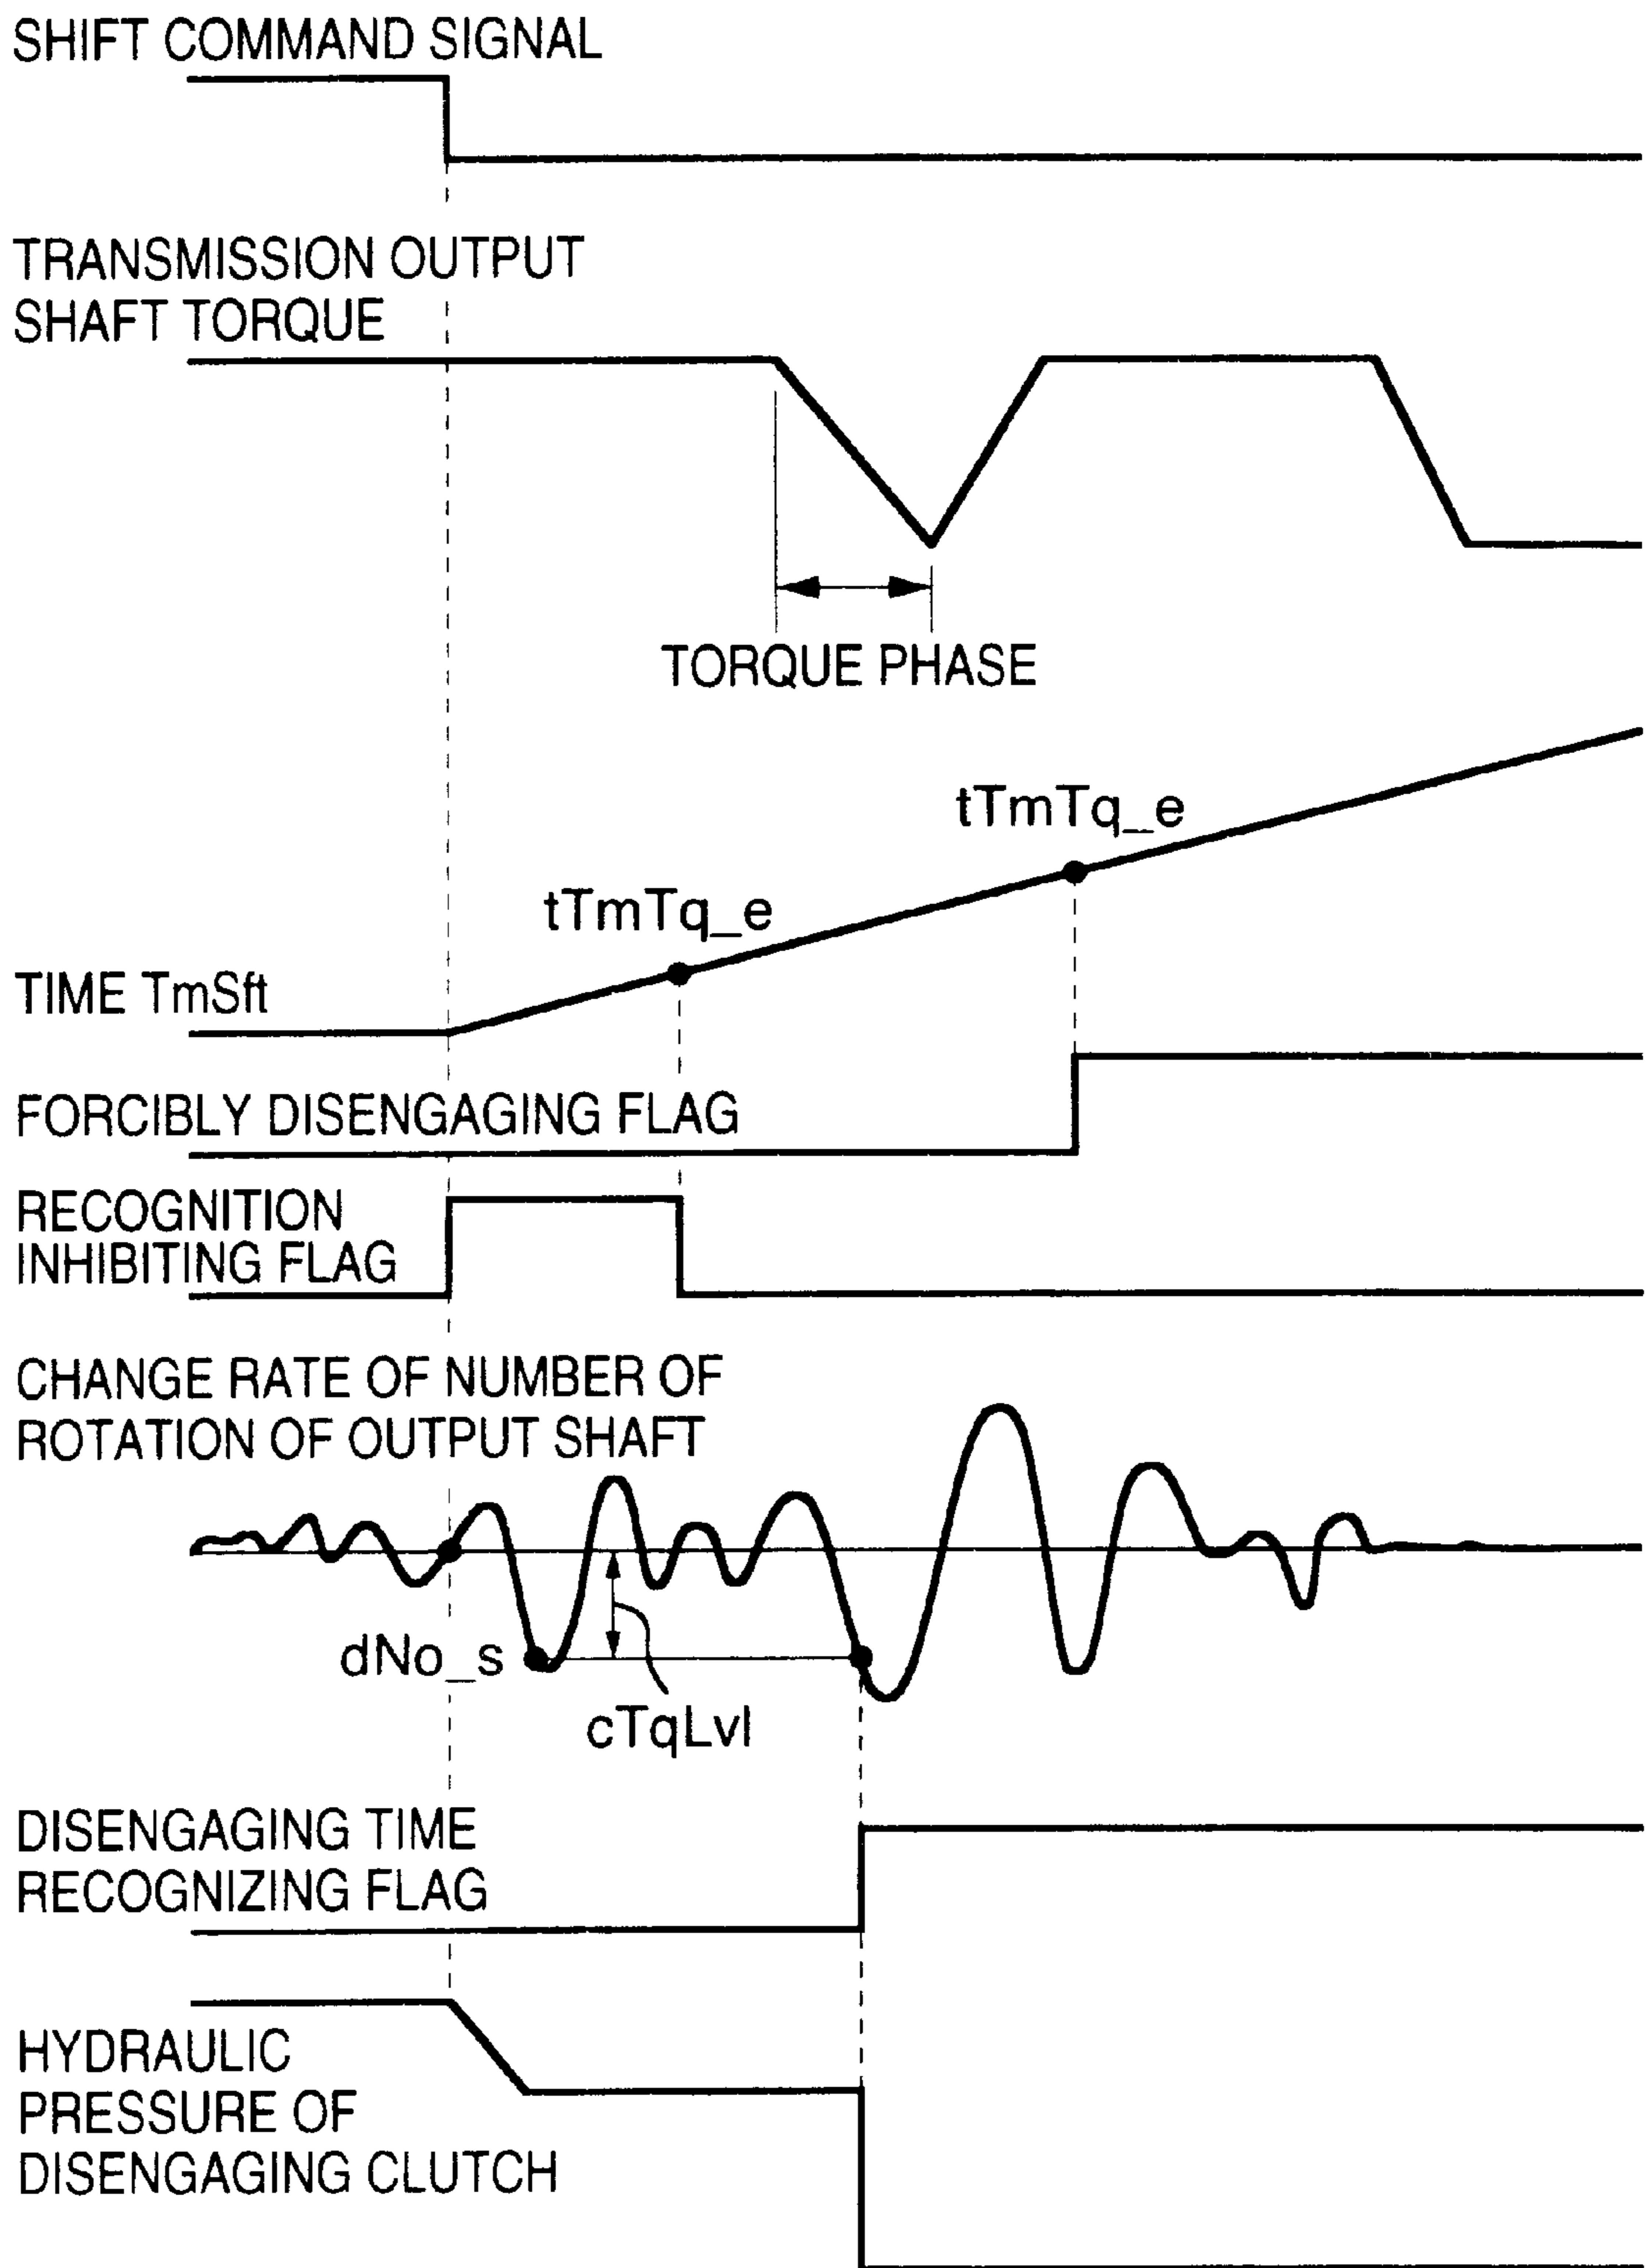 SHIFT COMMAND SIGNAL
TRANSMISSION OUTPUT
SHAFT TORQUE
TORQUE PHASE
tTmTq_e
tTmTq_e
TIME TmSft
FORCIBLY DISENGAGING FLAG
RECOGNITION
INHIBITING FLAG
CHANGE RATE OF NUMBER OF
ROTATION OF OUTPUT SHAFT
dNo_s
cTqLvl
DISENGAGING TIME
RECOGNIZING FLAG
HYDRAULIC
PRESSURE OF
DISENGAGING CLUTCH